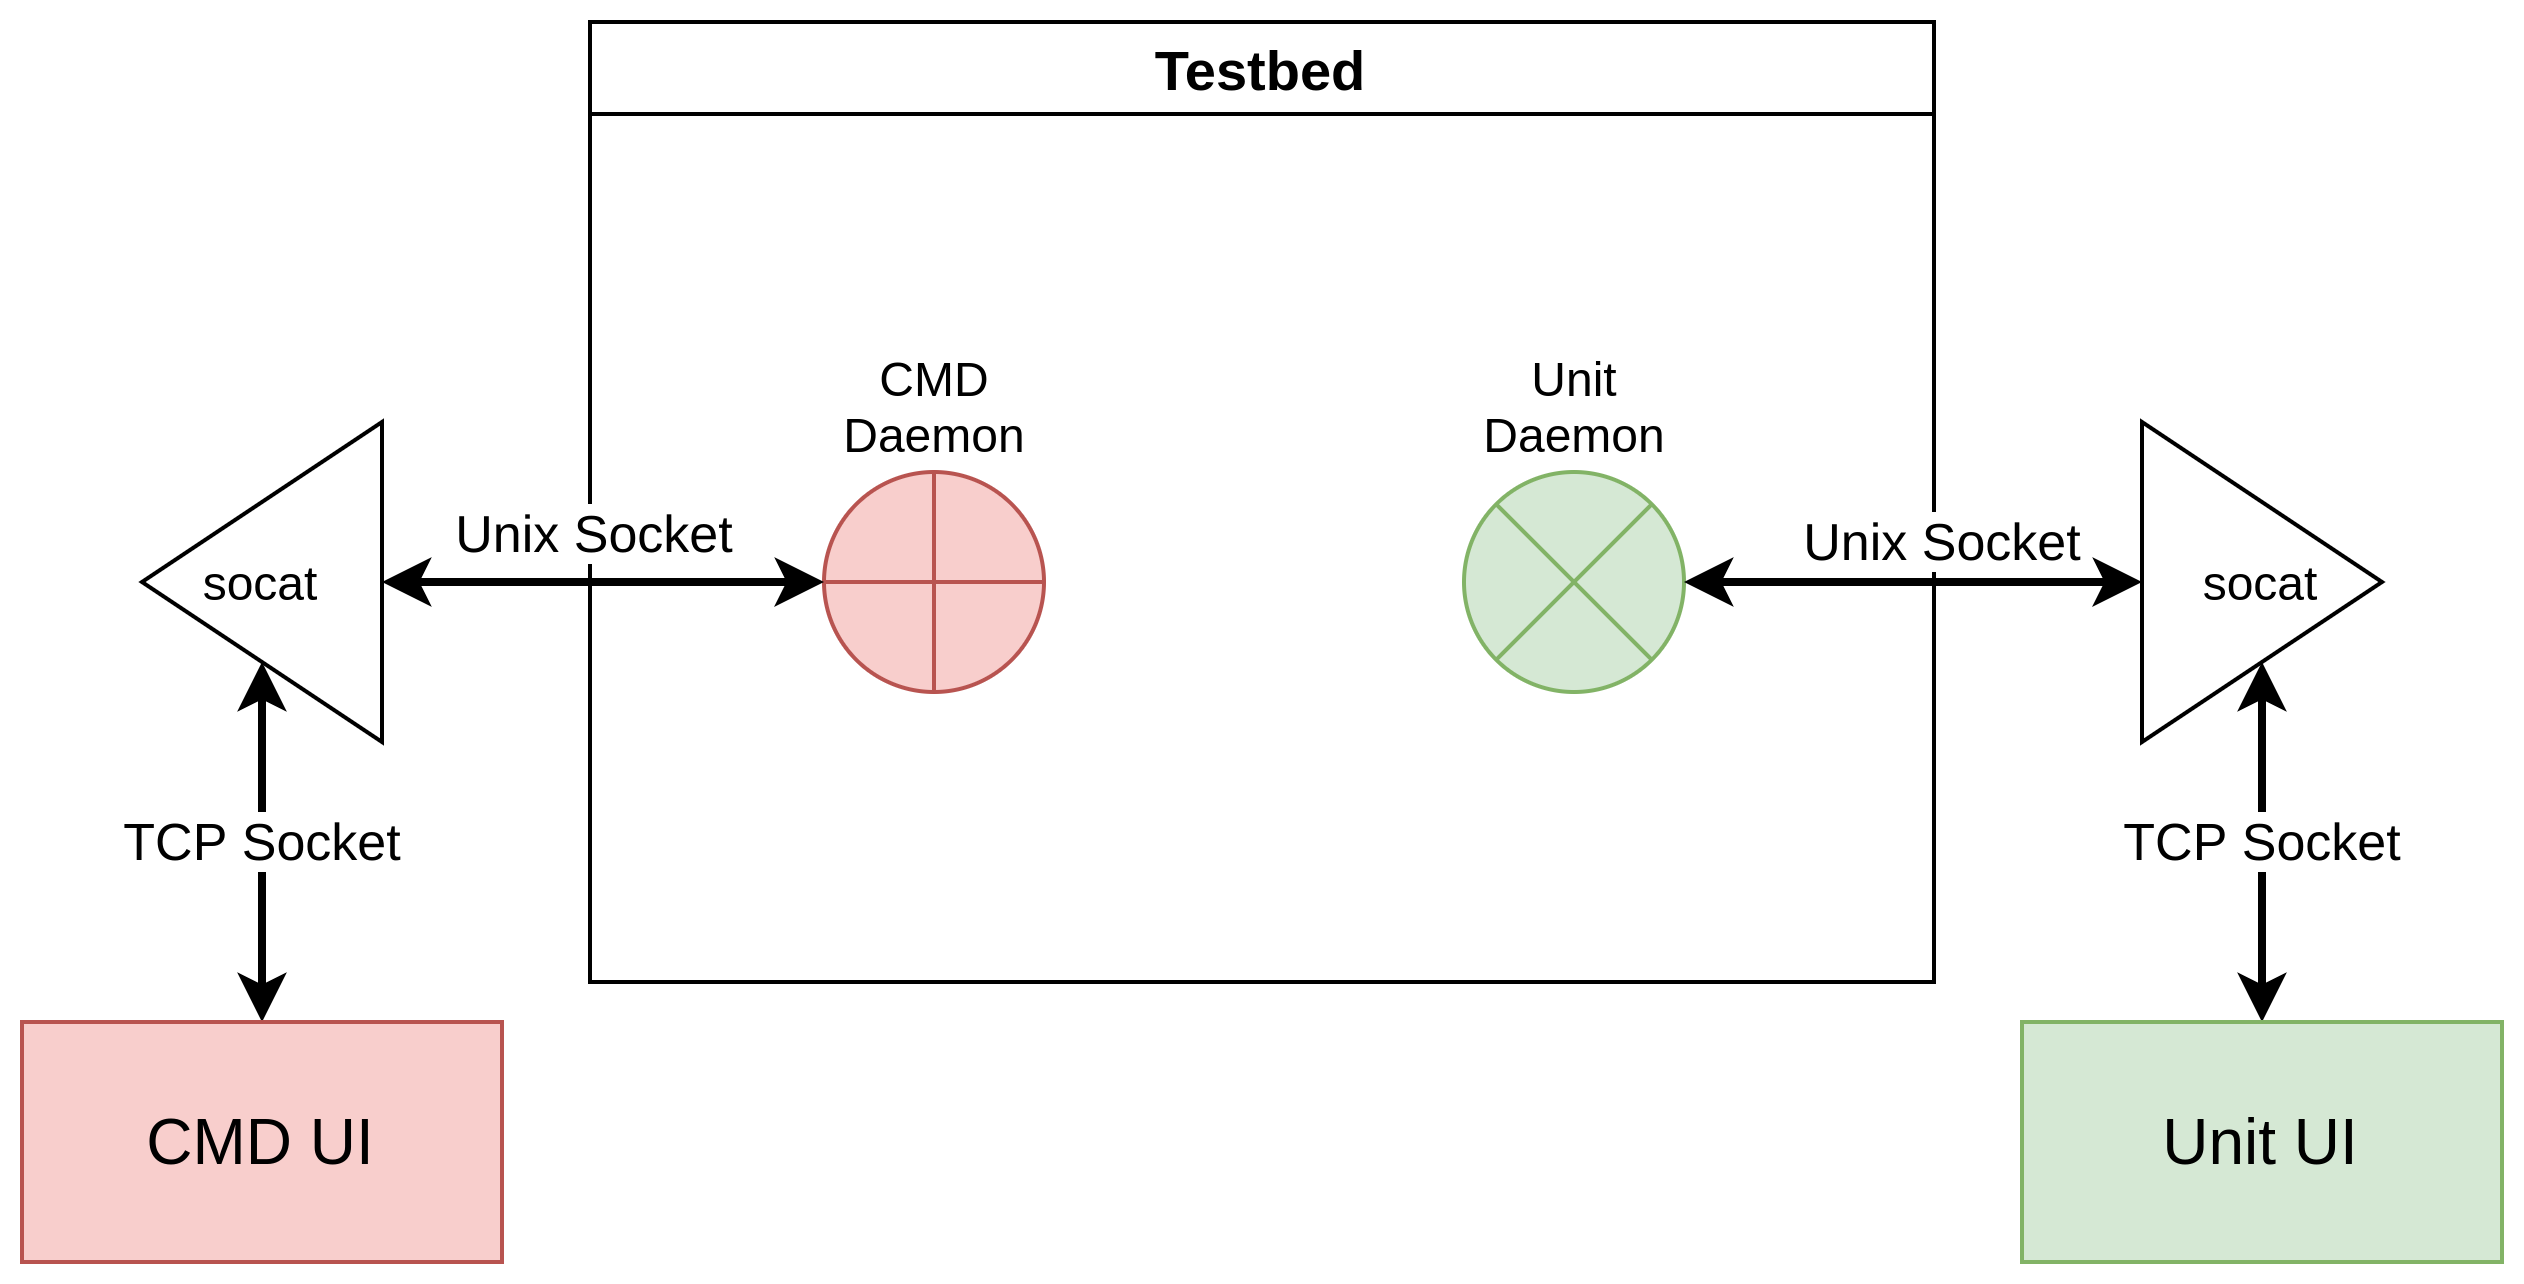 Testbed
CMD
Daemon
Unit
Daemon
Unix Socket
Unix Socket
socat
socat
TCP Socket
TCP Socket
CMD UI
Unit UI